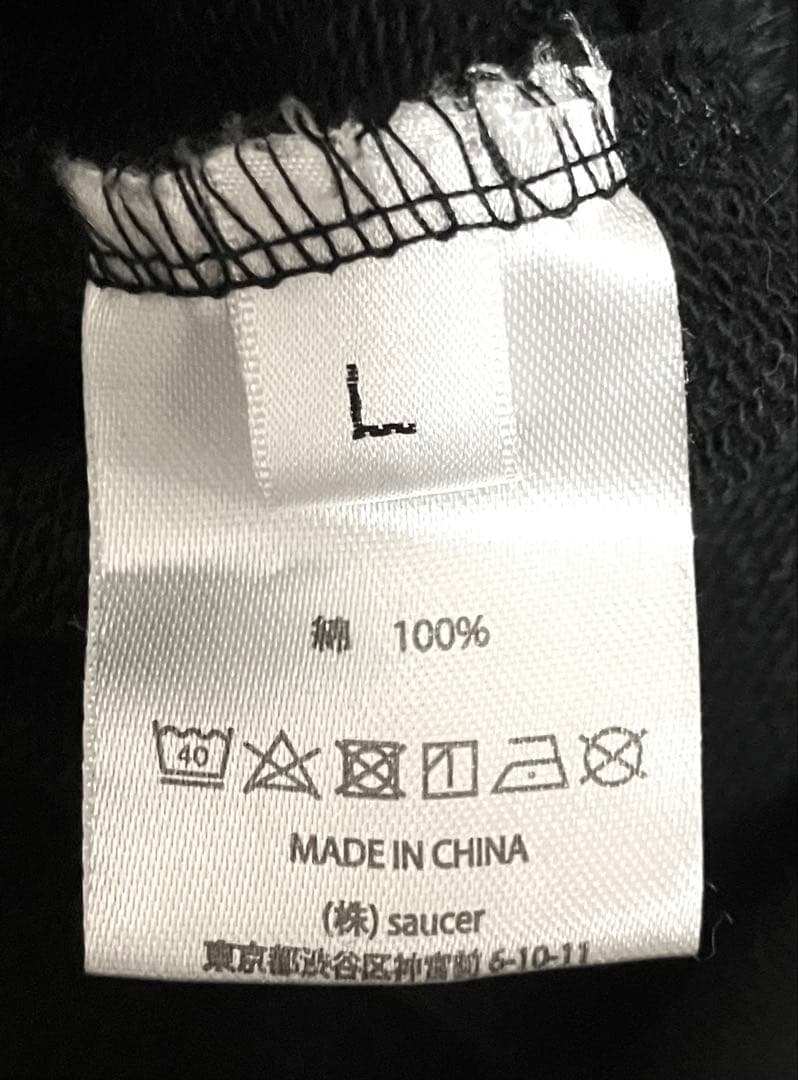 L
綿 100%
40
MADE IN CHINA
(株) saucer
東京都渋谷区神宮前 6-10-11